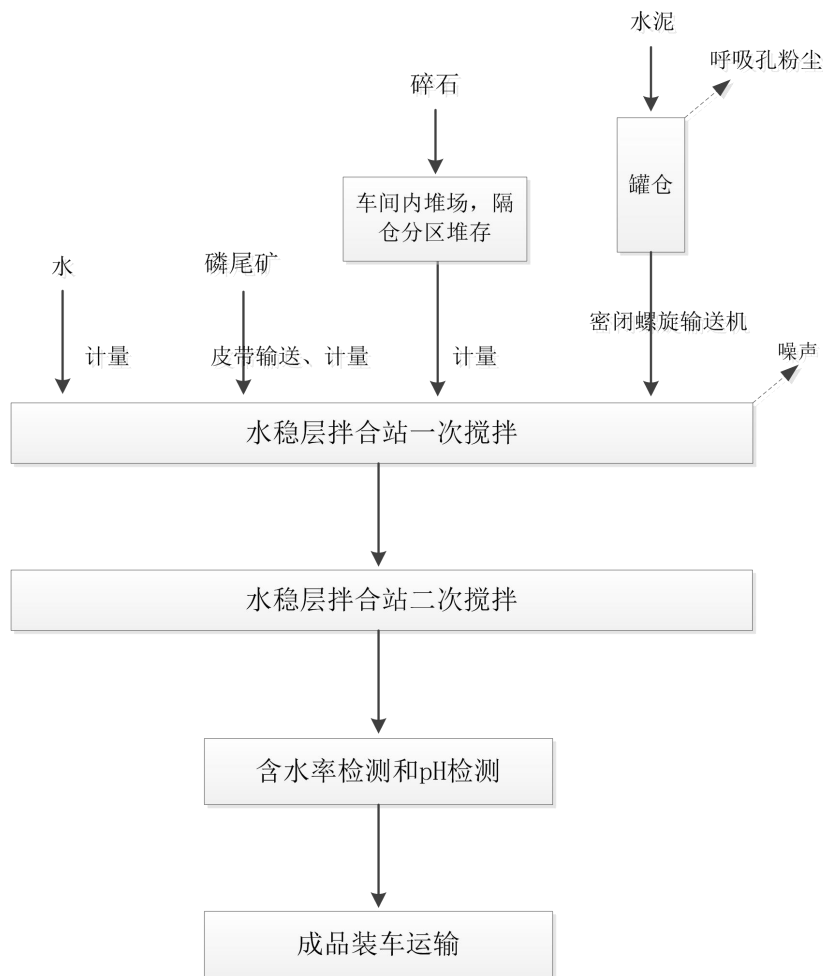 水泥
呼吸孔粉尘
碎石
罐仓
车间内堆场，隔
仓分区堆存
水
磷尾矿
密闭螺旋输送机
计量
皮带输送、计量
计量
噪声
水稳层拌合站一次搅拌
水稳层拌合站二次搅拌
含水率检测和pH检测
成品装车运输